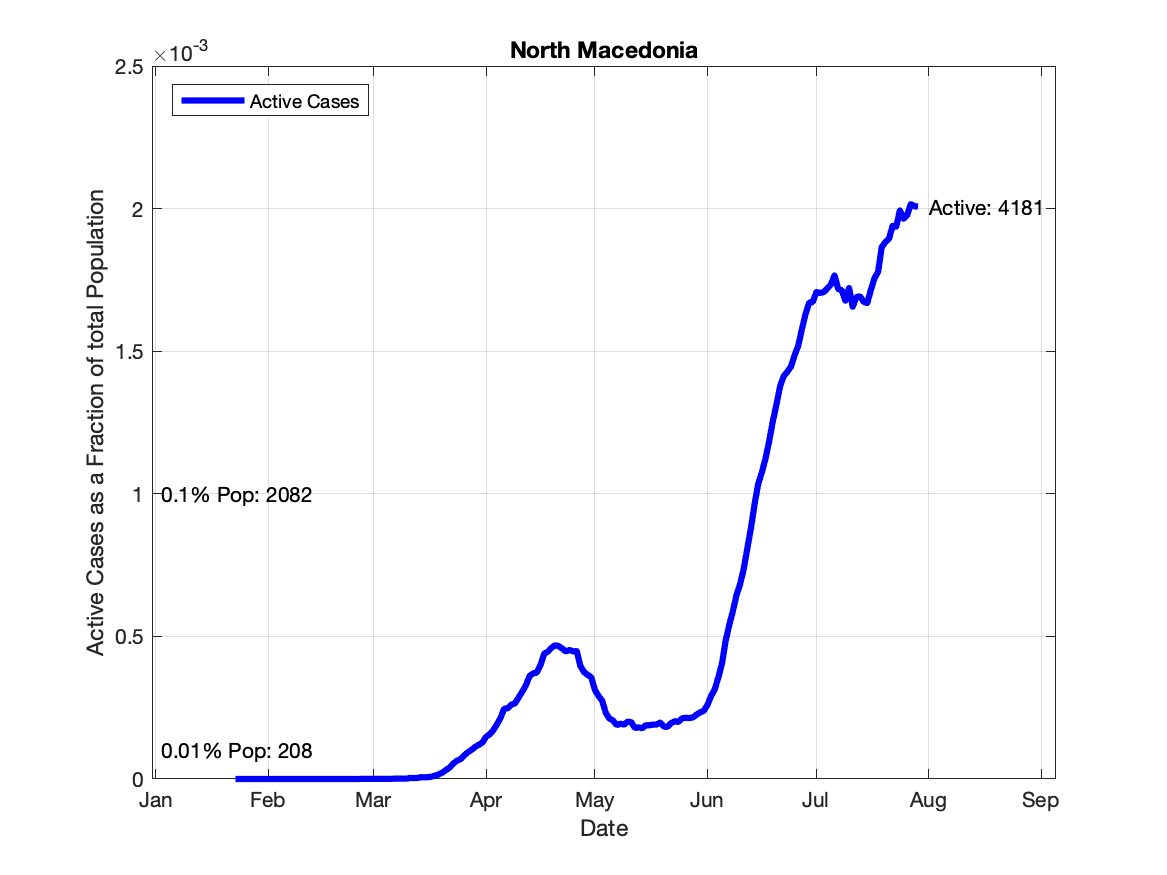 North Macedonia
×10-3
2.5
2
1.5
1
0.5
0
Active Cases
Active: 4181
0.1% Pop: 2082
0.01% Pop: 208
Active Cases as a Fraction of total Population
Jan Feb Mar Apr May Jun Jul Aug Sep
Date